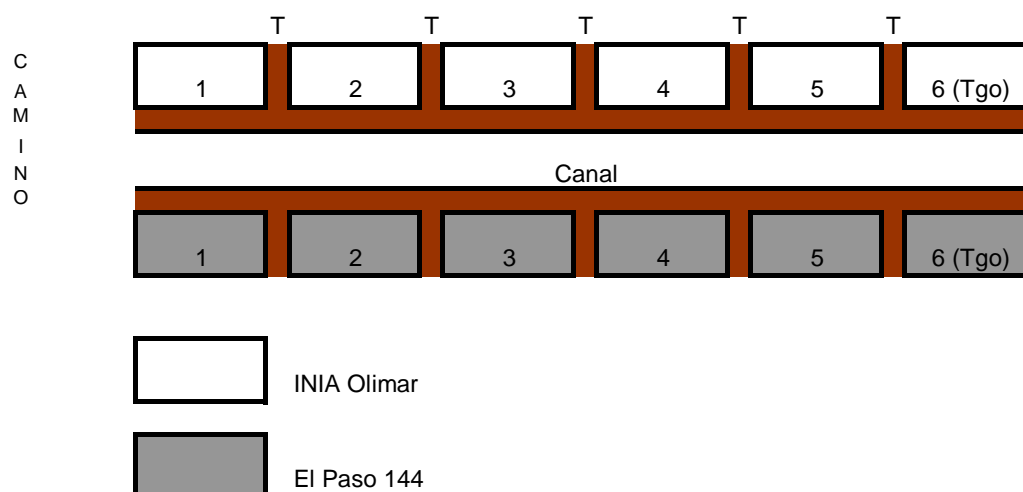 T T T T T
CAMINO
1 2 3 4 5 6 (Tgo)
Canal
1 2 3 4 5 6 (Tgo)
INIA Olimar
El Paso 144